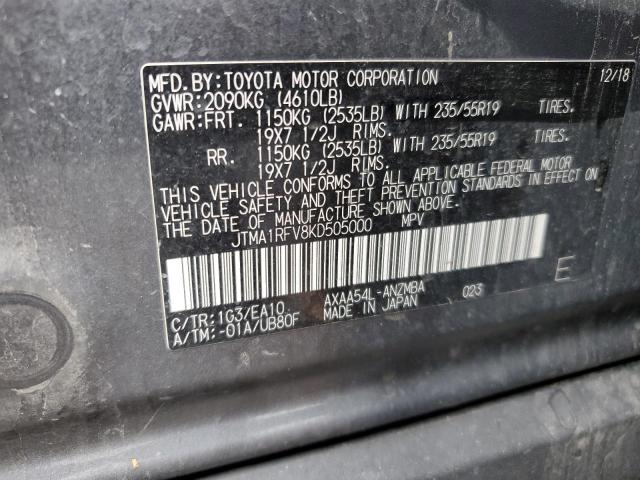 MFD.BY:TOYOTA MOTOR CORPORATION 12/18
GVWR:2090KG (4610LB)
GAWR:FRT. 1150KG (2535LB) WITH 235/55R19 TIRES.
19X7 1/2J RIMS.
RR. 1150KG (2535LB) WITH 235/55R19 TIRES.
19X7 1/2J RIMS.
THIS VEHICLE CONFORMS TO ALL APPLICABLE FEDERAL MOTOR
VEHICLE SAFETY AND THEFT PREVENTION STANDARDS IN EFFECT ON
THE DATE OF MANUFACTURE SHOWN ABOVE.
JTMA1RFV8KD505000 MPV
E
C/TR:1G3/EA10 AXAA54L-ANZMBA 023
A/TM:-01A/UB80F MADE IN JAPAN